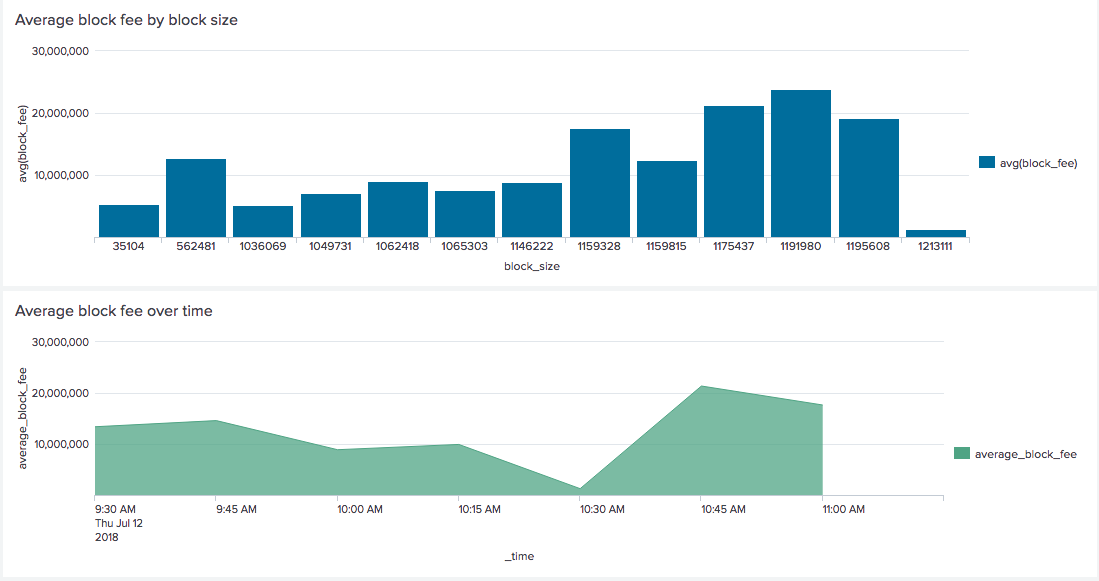 Average block fee by block size
30,000,000
20,000,000
10,000,000
avg(block_fee)
35104 562481 1036069 1049731 1062418 1065303 1146222 1159328 1159815 1175437 1191980 1195608 1213111
block_size
avg(block_fee)
Average block fee over time
30,000,000
20,000,000
10,000,000
average_block_fee
9:30 AM 9:45 AM 10:00 AM 10:15 AM 10:30 AM 10:45 AM 11:00 AM
Thu Jul 12
2018
_time
average_block_fee